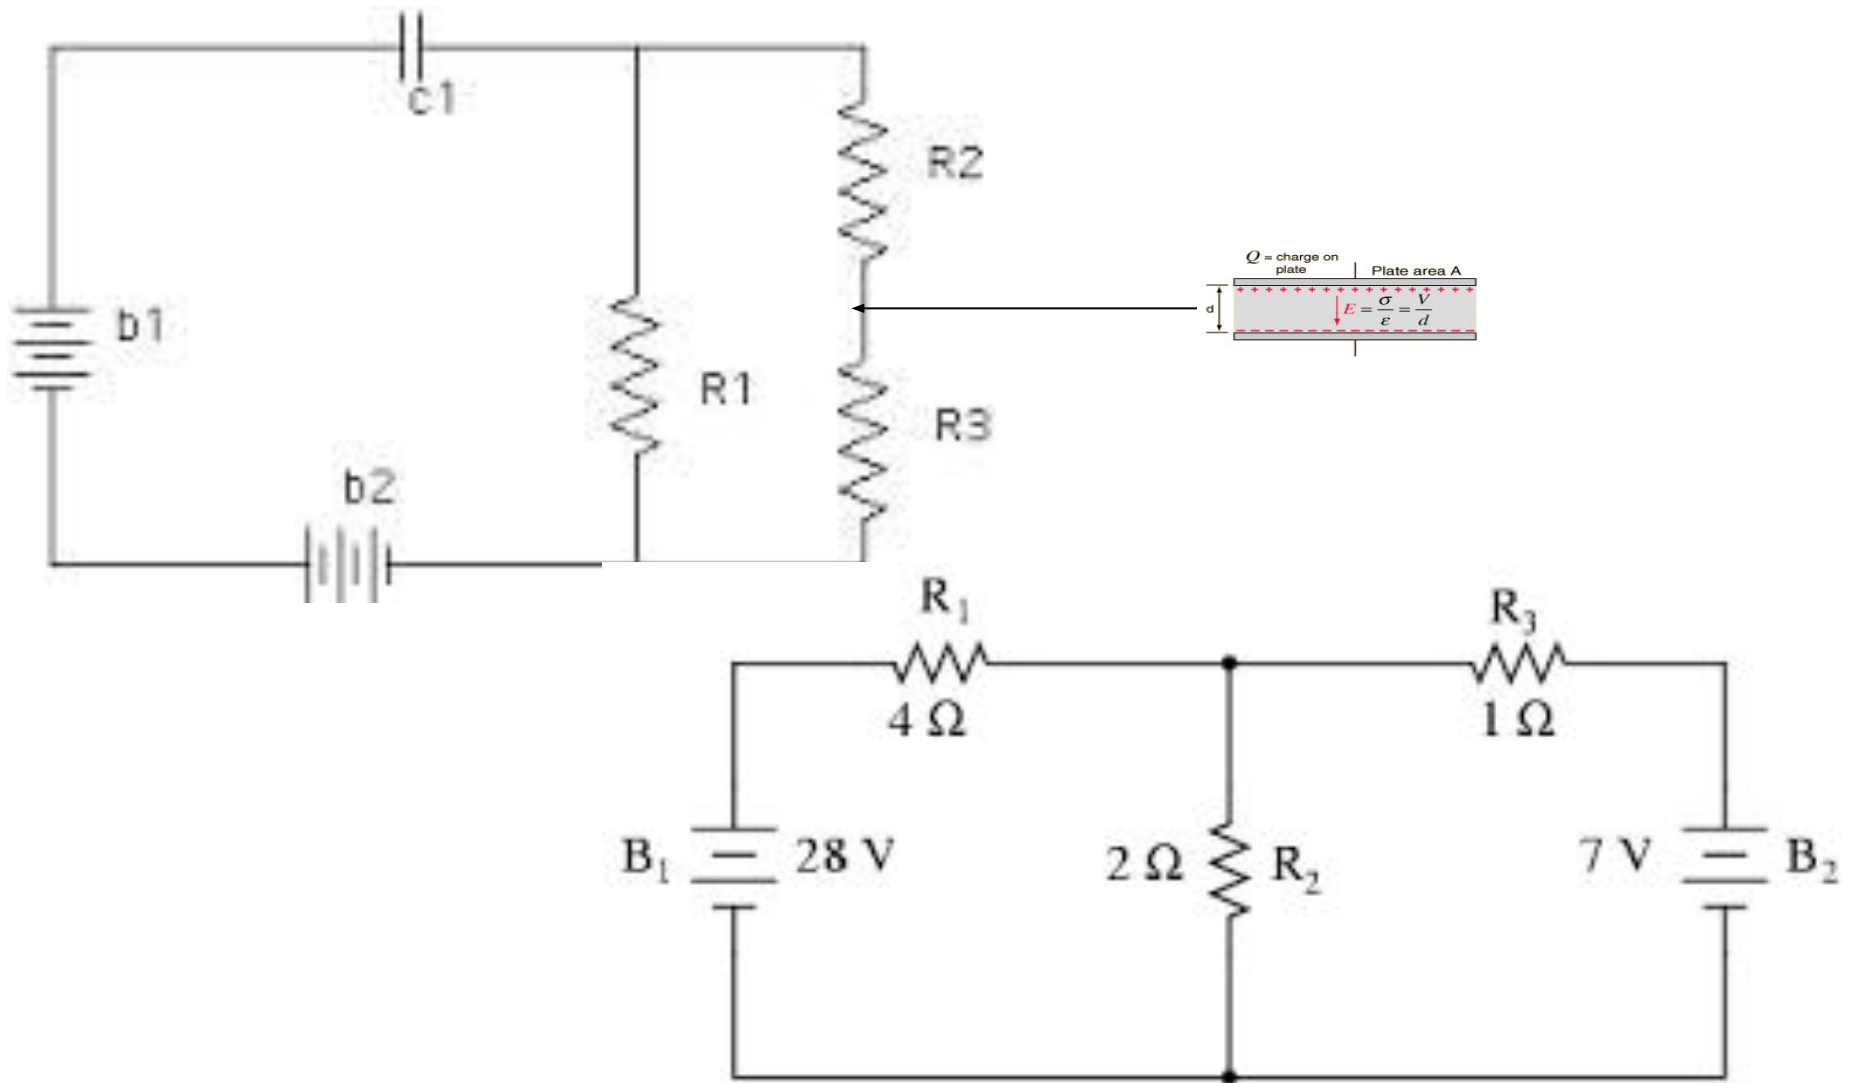 c1
R2
b1
R1
R3
b2
Q = charge on
plate
Plate area A
d
E = σ/ε = V/d
R₁
4 Ω
R₃
1 Ω
B₁
28 V
2 Ω
R₂
7 V
B₂